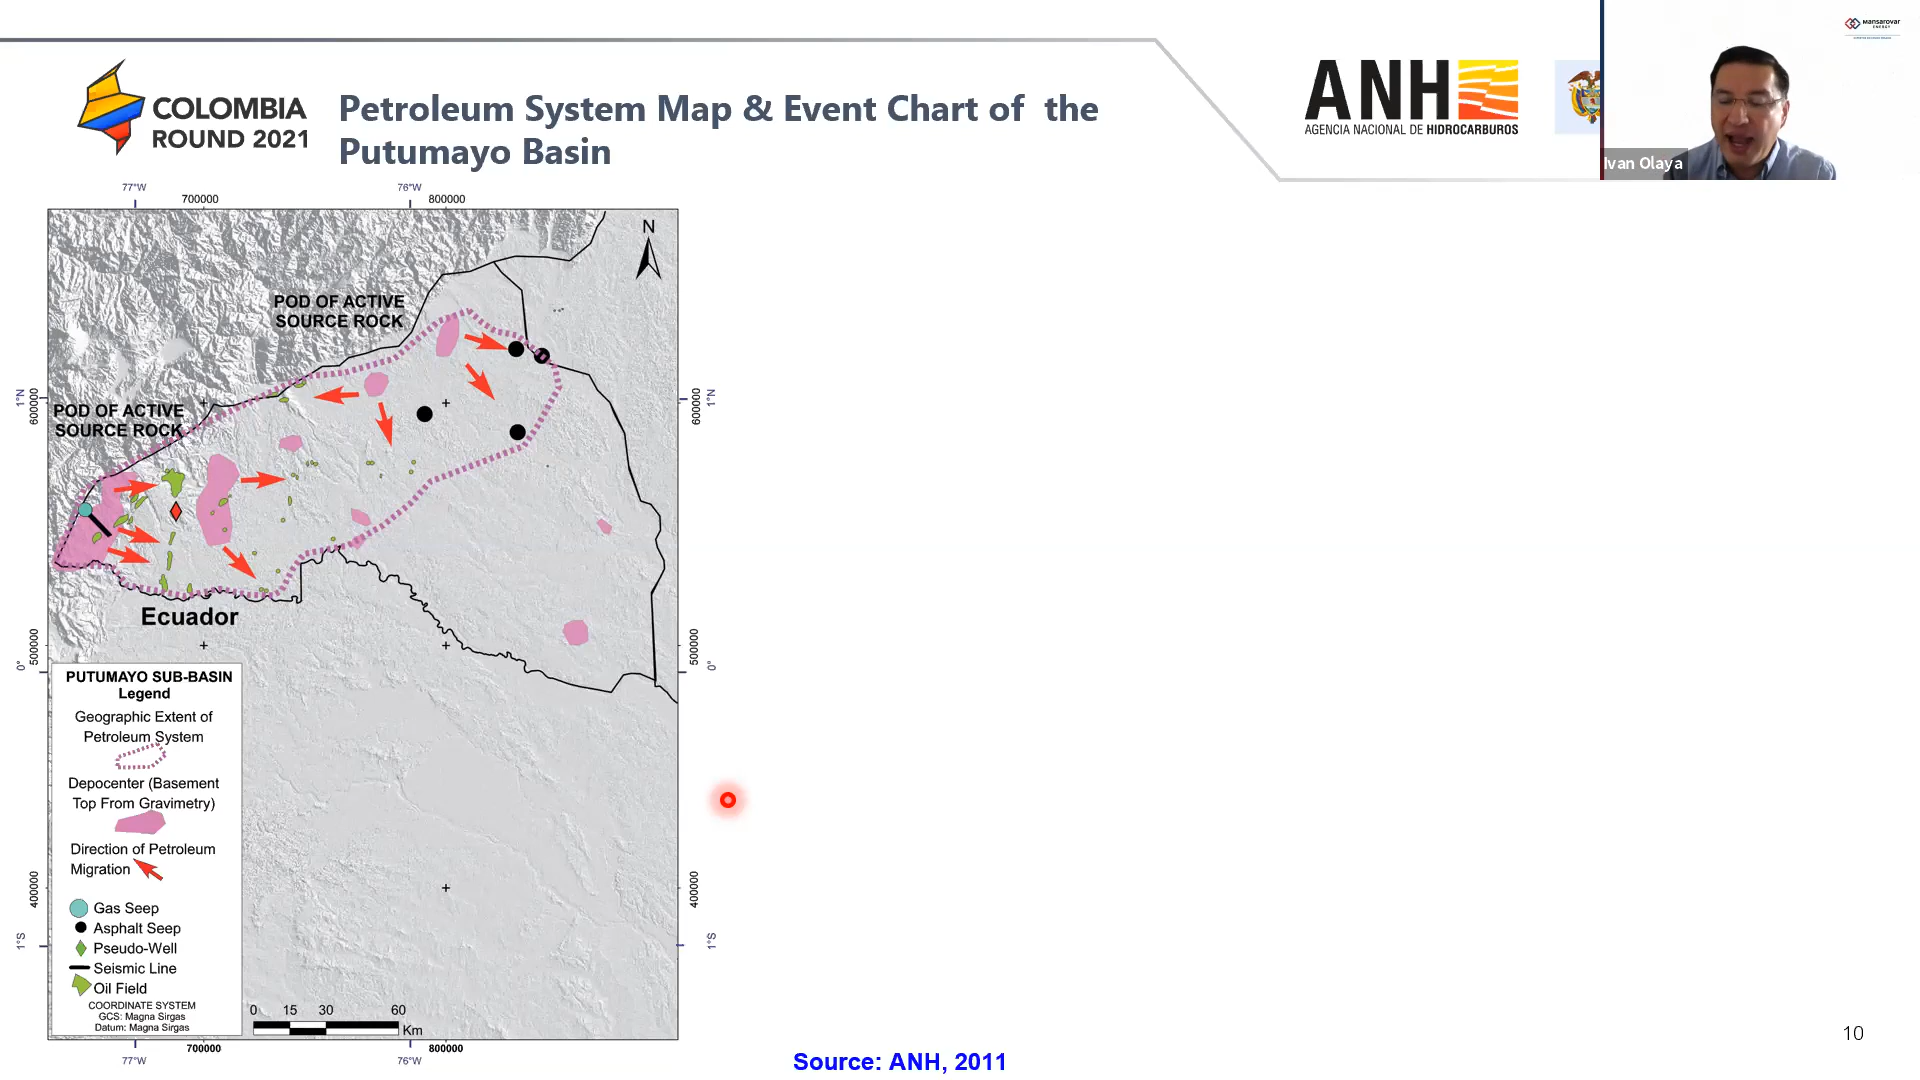 COLOMBIA
ROUND 2021
Petroleum System Map & Event Chart of the
Putumayo Basin
ANH
AGENCIA NACIONAL DE HIDROCARBUROS
mansarovar
ENERGY
Ivan Olaya
77°W
76°W
700000
800000
N
POD OF ACTIVE
SOURCE ROCK
1°N
600000
600000
1°N
POD OF ACTIVE
SOURCE ROCK
Ecuador
0°
500000
500000
0°
PUTUMAYO SUB-BASIN
Legend
Geographic Extent of
Petroleum System
Depocenter (Basement
Top From Gravimetry)
Direction of Petroleum
Migration
400000
400000
Gas Seep
Asphalt Seep
1°S
1°S
Pseudo-Well
Seismic Line
Oil Field
COORDINATE SYSTEM
GCS: Magna Sirgas
Datum: Magna Sirgas
0 15 30 60
Km
700000
800000
77°W
76°W
10
Source: ANH, 2011